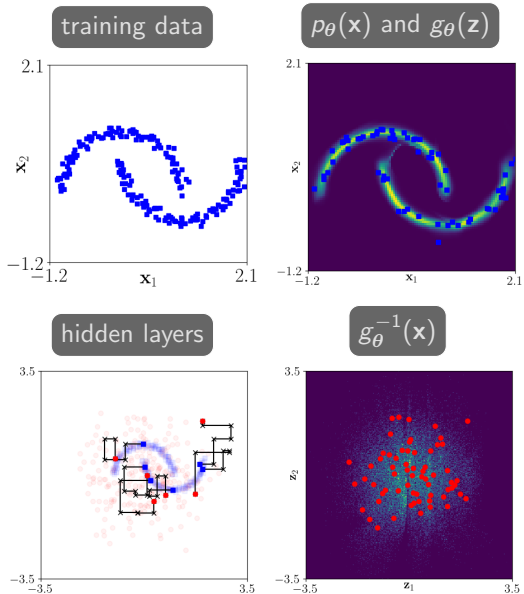 training data
pθ(x) and gθ(z)
2.1
x₂
−1.2
−1.2
x₁
2.1
2.1
x₂
−1.2
−1.2
x₁
2.1
hidden layers
gθ⁻¹(x)
3.5
−3.5
3.5
3.5
z₂
−3.5
−3.5
z₁
3.5